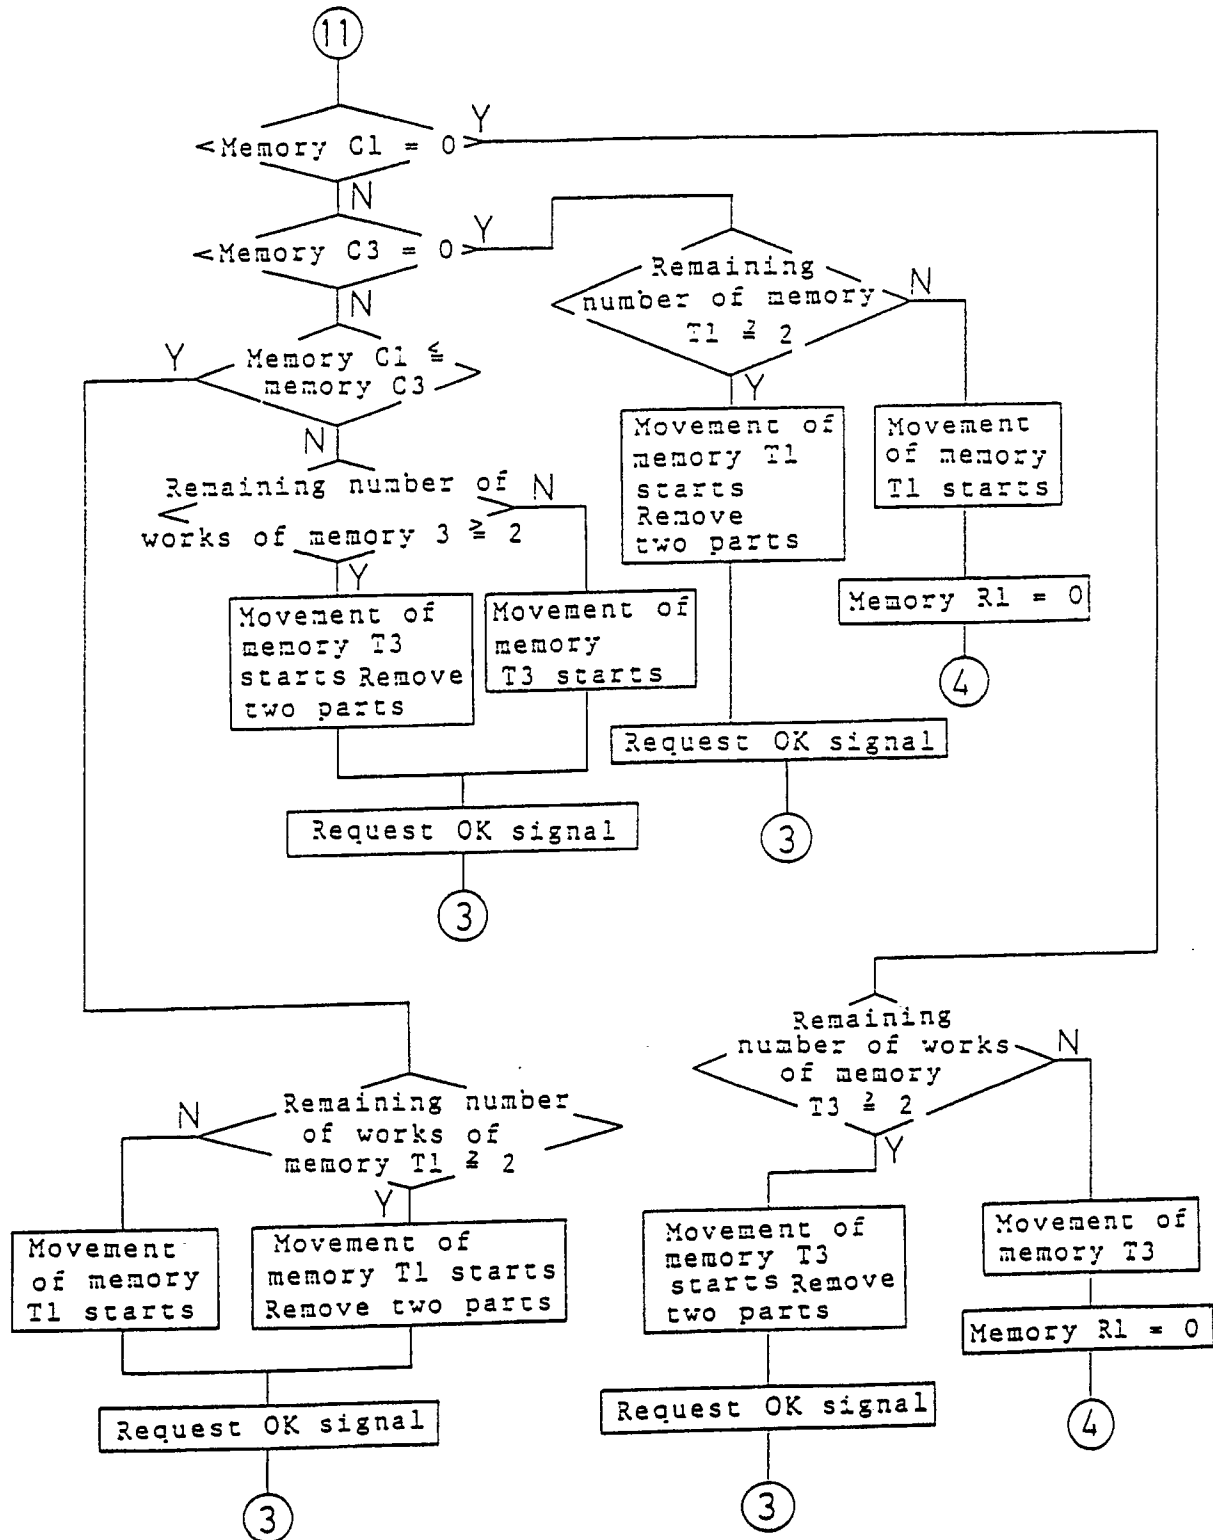 11
Y
<Memory C1 = 0>
N
Y
<Memory C3 = 0>
N
Remaining
number of memory
T1 ≧ 2
N
Y
Y
Memory C1 ≦
memory C3
N
Movement of
memory T1
starts
Remove
two parts
Movement
of memory
T1 starts
Remaining number of
works of memory 3 ≧ 2
N
Y
Movement of
memory T3
starts Remove
two parts
Movement of
memory
T3 starts
Memory R1 = 0
4
Request OK signal
3
Request OK signal
3
Remaining
number of works
of memory
T3 ≧ 2
N
Y
N
Remaining number
of works of
memory T1 ≧ 2
Y
Movement
of memory
T1 starts
Movement of
memory T1 starts
Remove two parts
Movement of
memory T3
starts Remove
two parts
Movement of
memory T3
Memory R1 = 0
Request OK signal
3
Request OK signal
3
4